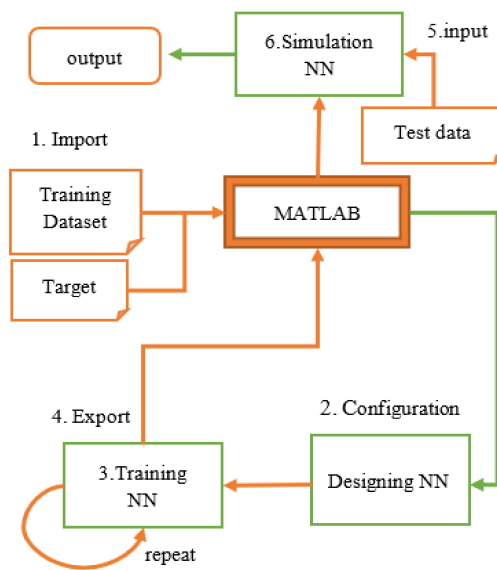 output
6.Simulation
NN
5.input
Test data
1. Import
Training
Dataset
Target
MATLAB
4. Export
3.Training
NN
repeat
2. Configuration
Designing NN